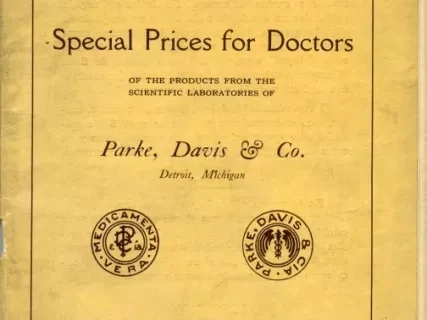 Special Prices for Doctors
OF THE PRODUCTS FROM THE
SCIENTIFIC LABORATORIES OF
Parke, Davis & Co.
Detroit, Michigan
MEDICAMENTA VERA
PARKE, DAVIS & CIA